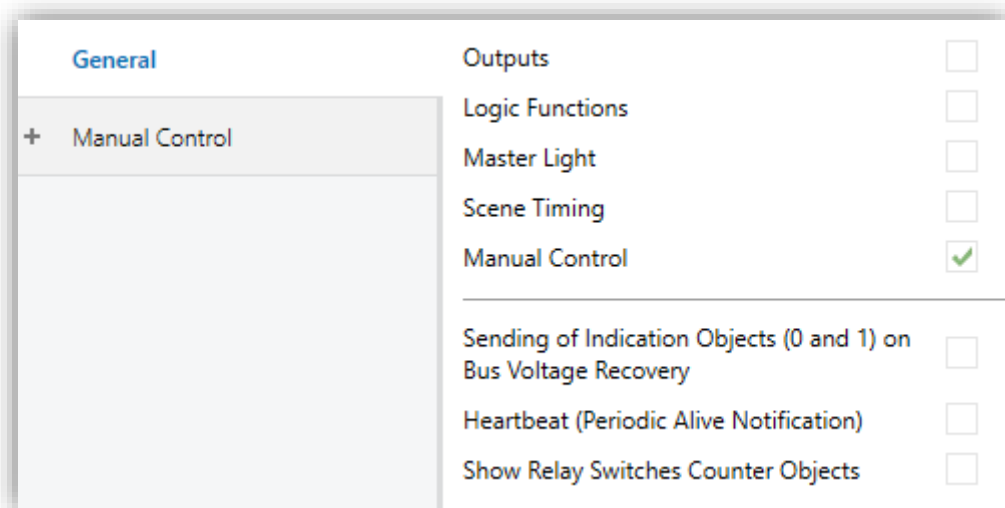 General
+ Manual Control
Outputs
Logic Functions
Master Light
Scene Timing
Manual Control
Sending of Indication Objects (0 and 1) on
Bus Voltage Recovery
Heartbeat (Periodic Alive Notification)
Show Relay Switches Counter Objects